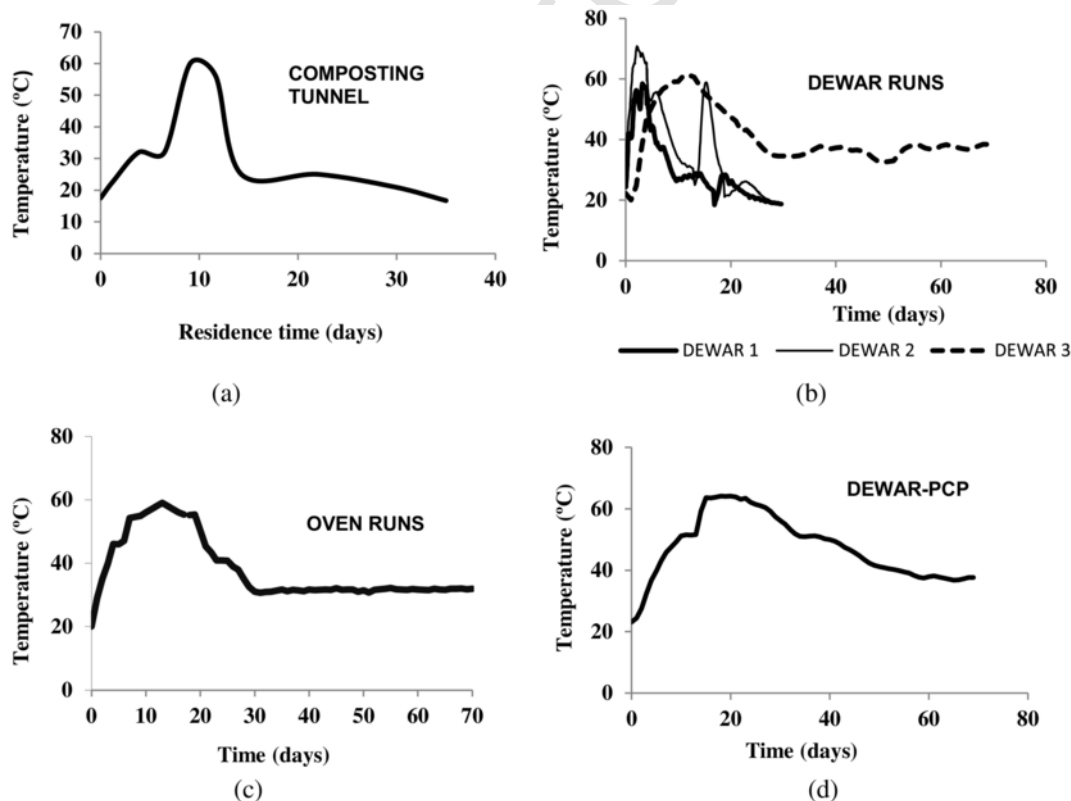 COMPOSTING
TUNNEL
Temperature (ºC)
70
60
50
40
30
20
10
0
0 10 20 30 40
Residence time (days)
(a)
DEWAR RUNS
Temperature (ºC)
80
60
40
20
0
0 20 40 60 80
Time (days)
DEWAR 1 DEWAR 2 DEWAR 3
(b)
OVEN RUNS
Temperature (ºC)
80
60
40
20
0
0 10 20 30 40 50 60 70
Time (days)
(c)
DEWAR-PCP
Temperature (ºC)
80
60
40
20
0
0 20 40 60 80
Time (days)
(d)